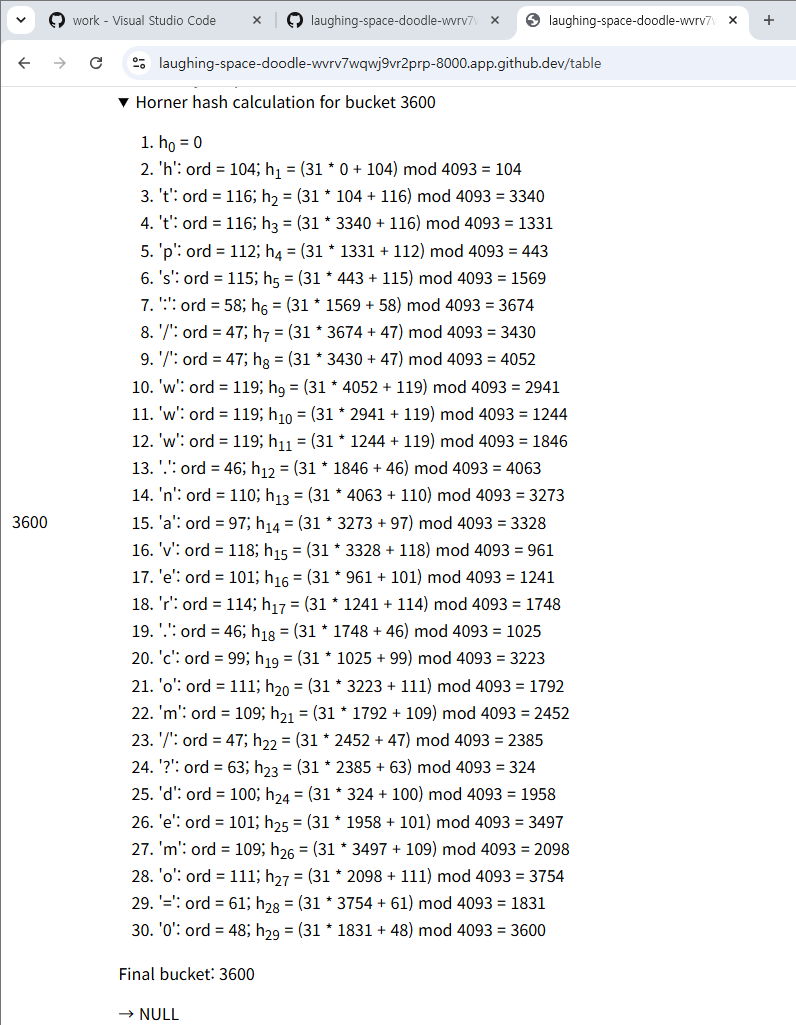 work - Visual Studio Code
laughing-space-doodle-wvrv7
laughing-space-doodle-wvrv7
laughing-space-doodle-wvrv7wqwj9vr2prp-8000.app.github.dev/table
▼ Horner hash calculation for bucket 3600
1. h₀ = 0
2. 'h': ord = 104; h₁ = (31 * 0 + 104) mod 4093 = 104
3. 't': ord = 116; h₂ = (31 * 104 + 116) mod 4093 = 3340
4. 't': ord = 116; h₃ = (31 * 3340 + 116) mod 4093 = 1331
5. 'p': ord = 112; h₄ = (31 * 1331 + 112) mod 4093 = 443
6. 's': ord = 115; h₅ = (31 * 443 + 115) mod 4093 = 1569
7. ':': ord = 58; h₆ = (31 * 1569 + 58) mod 4093 = 3674
8. '/': ord = 47; h₇ = (31 * 3674 + 47) mod 4093 = 3430
9. '/': ord = 47; h₈ = (31 * 3430 + 47) mod 4093 = 4052
10. 'w': ord = 119; h₉ = (31 * 4052 + 119) mod 4093 = 2941
11. 'w': ord = 119; h₁₀ = (31 * 2941 + 119) mod 4093 = 1244
12. 'w': ord = 119; h₁₁ = (31 * 1244 + 119) mod 4093 = 1846
13. '.': ord = 46; h₁₂ = (31 * 1846 + 46) mod 4093 = 4063
14. 'n': ord = 110; h₁₃ = (31 * 4063 + 110) mod 4093 = 3273
3600
15. 'a': ord = 97; h₁₄ = (31 * 3273 + 97) mod 4093 = 3328
16. 'v': ord = 118; h₁₅ = (31 * 3328 + 118) mod 4093 = 961
17. 'e': ord = 101; h₁₆ = (31 * 961 + 101) mod 4093 = 1241
18. 'r': ord = 114; h₁₇ = (31 * 1241 + 114) mod 4093 = 1748
19. '.': ord = 46; h₁₈ = (31 * 1748 + 46) mod 4093 = 1025
20. 'c': ord = 99; h₁₉ = (31 * 1025 + 99) mod 4093 = 3223
21. 'o': ord = 111; h₂₀ = (31 * 3223 + 111) mod 4093 = 1792
22. 'm': ord = 109; h₂₁ = (31 * 1792 + 109) mod 4093 = 2452
23. '/': ord = 47; h₂₂ = (31 * 2452 + 47) mod 4093 = 2385
24. '?': ord = 63; h₂₃ = (31 * 2385 + 63) mod 4093 = 324
25. 'd': ord = 100; h₂₄ = (31 * 324 + 100) mod 4093 = 1958
26. 'e': ord = 101; h₂₅ = (31 * 1958 + 101) mod 4093 = 3497
27. 'm': ord = 109; h₂₆ = (31 * 3497 + 109) mod 4093 = 2098
28. 'o': ord = 111; h₂₇ = (31 * 2098 + 111) mod 4093 = 3754
29. '=': ord = 61; h₂₈ = (31 * 3754 + 61) mod 4093 = 1831
30. '0': ord = 48; h₂₉ = (31 * 1831 + 48) mod 4093 = 3600
Final bucket: 3600
→ NULL